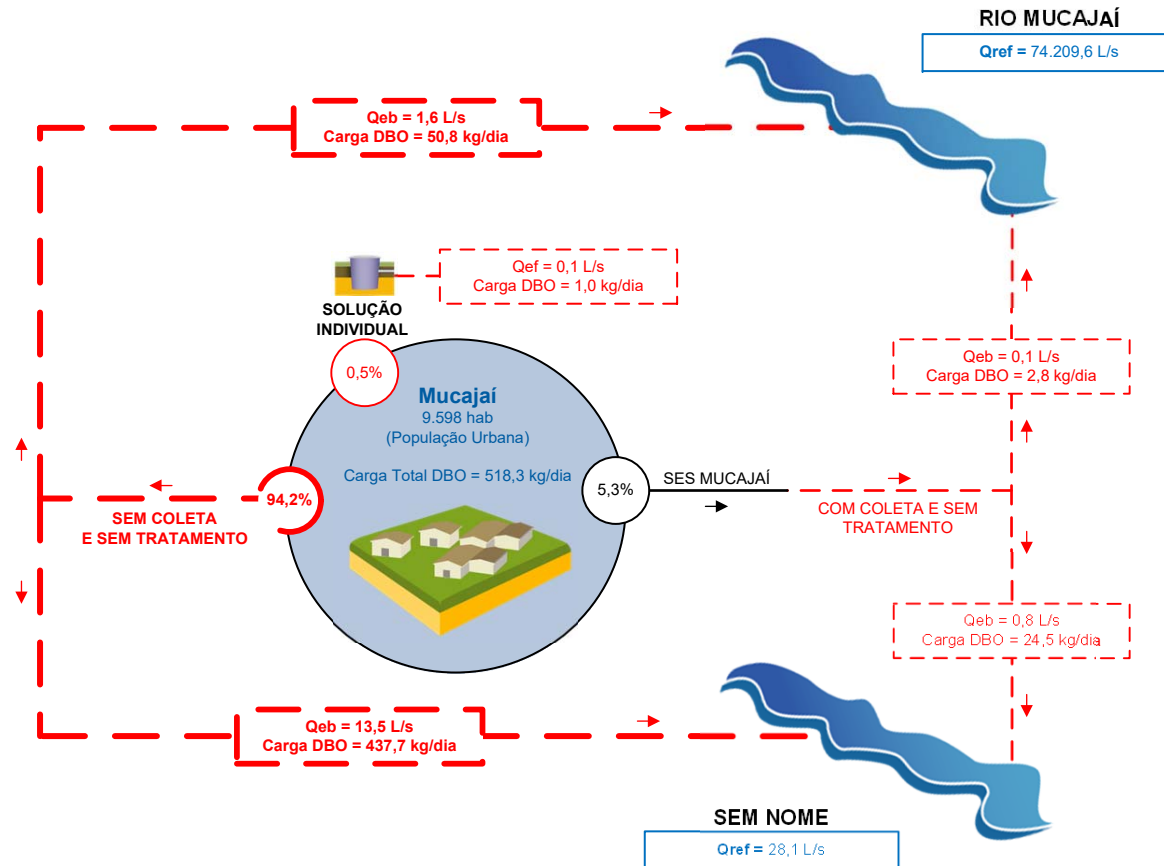 RIO MUCAJAÍ
Qref = 74.209,6 L/s
Qeb = 1,6 L/s
Carga DBO = 50,8 kg/dia
Qef = 0,1 L/s
Carga DBO = 1,0 kg/dia
SOLUÇÃO
INDIVIDUAL
0,5%
Mucajaí
9.598 hab
(População Urbana)
Carga Total DBO = 518,3 kg/dia
Qeb = 0,1 L/s
Carga DBO = 2,8 kg/dia
94,2%
SEM COLETA
E SEM TRATAMENTO
5,3%
SES MUCAJAÍ
COM COLETA E SEM
TRATAMENTO
Qeb = 0,8 L/s
Carga DBO = 24,5 kg/dia
Qeb = 13,5 L/s
Carga DBO = 437,7 kg/dia
SEM NOME
Qref = 28,1 L/s